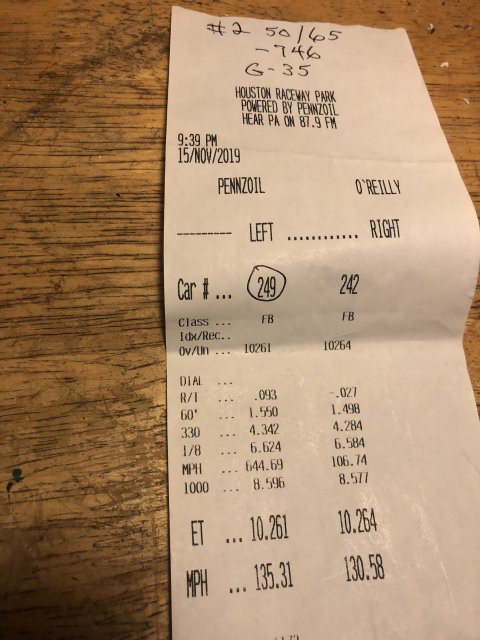 #2 50/65
-746
G-35
HOUSTON RACEWAY PARK
POWERED BY PENNZOIL
HEAR PA ON 87.9 FM
9:39 PM
15/NOV/2019
PENNZOIL O'REILLY
--------- LEFT ............ RIGHT
Car # ... 249 242
Class ... FB FB
Idx/Rec..
Ov/Un ... 10261 10264
DIAL ...
R/T ... .093 -.027
60' ... 1.550 1.498
330 ... 4.342 4.284
1/8 ... 6.624 6.584
MPH ... 644.69 106.74
1000 ... 8.596 8.577
ET ... 10.261 10.264
MPH ... 135.31 130.58